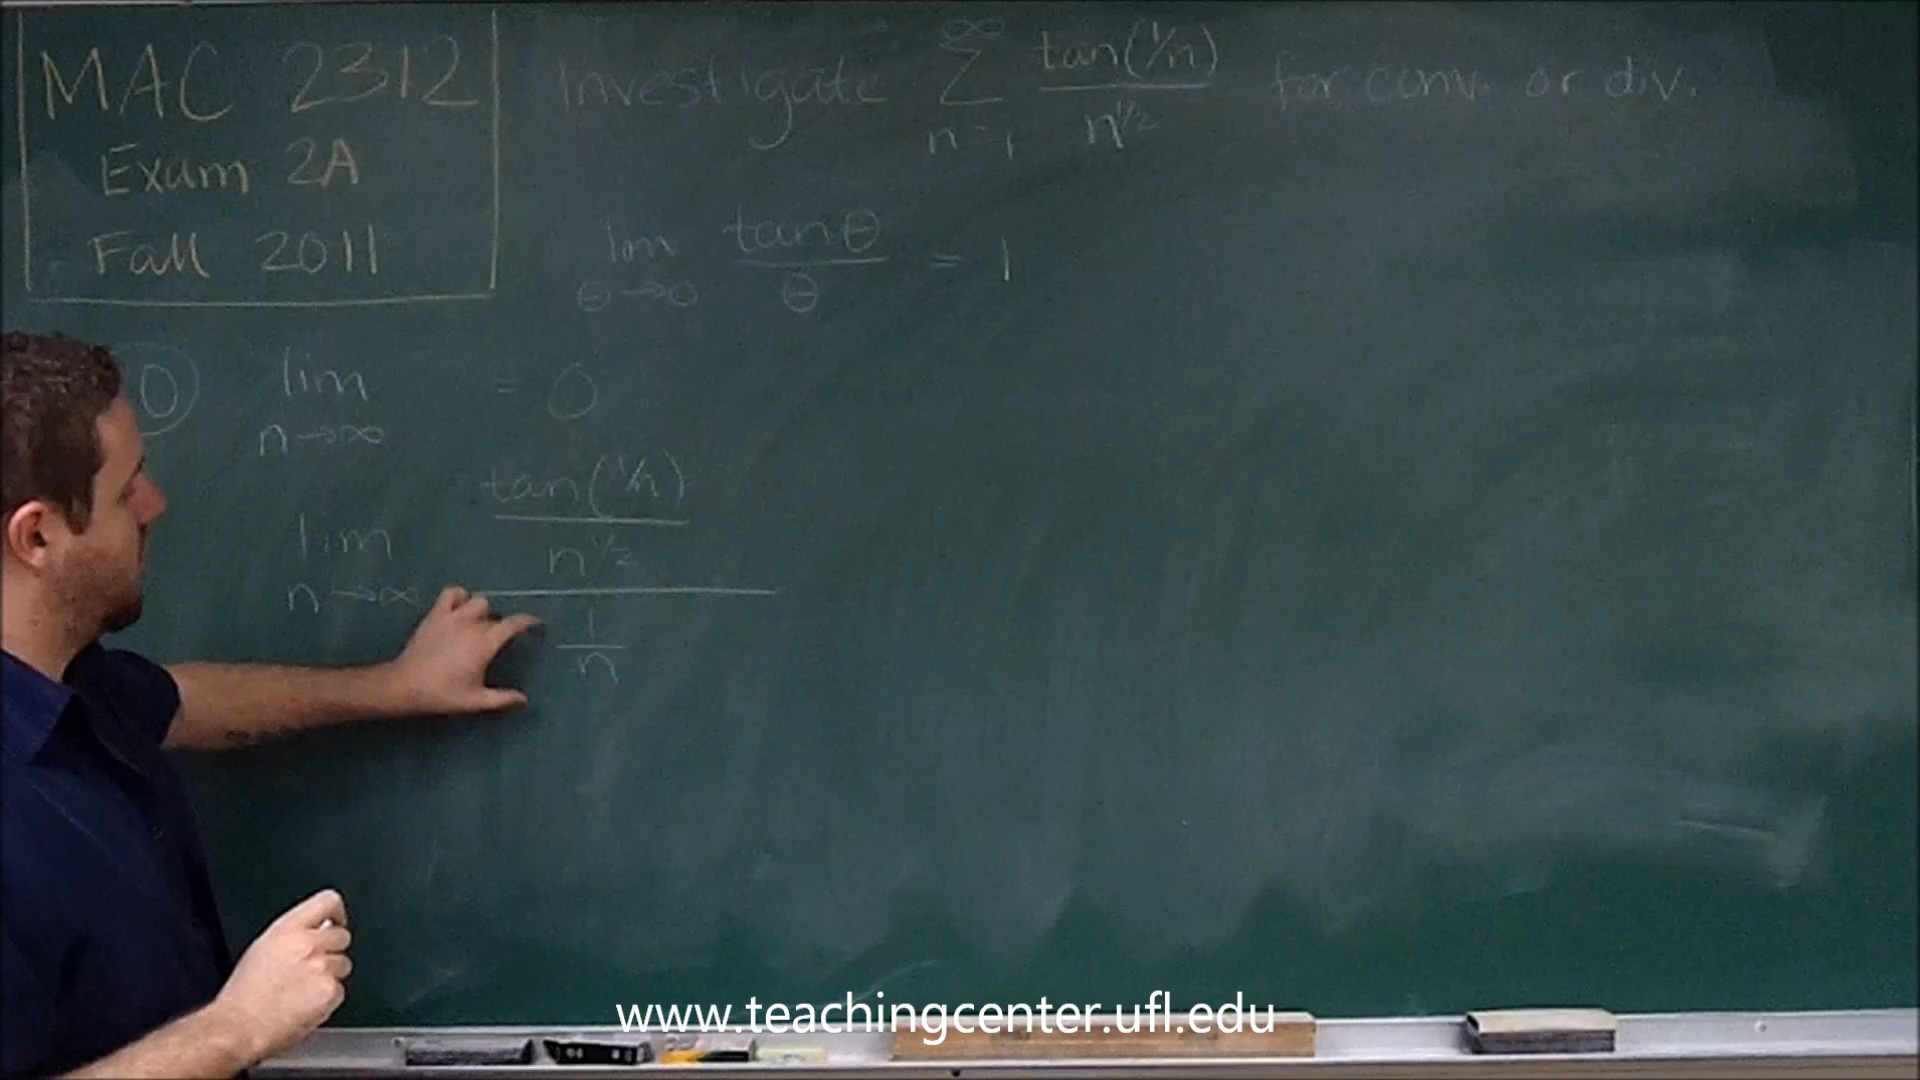 MAC 2312
Exam 2A
Fall 2011
Investigate ∞ Σ n=1 tan(1/n) / n^1/2 for conv. or div.
lim θ→0 tan θ / θ = 1
0 lim n→∞ = 0
lim n→∞ tan(1/n) / n^1/2 / 1/n
www.teachingcenter.ufl.edu